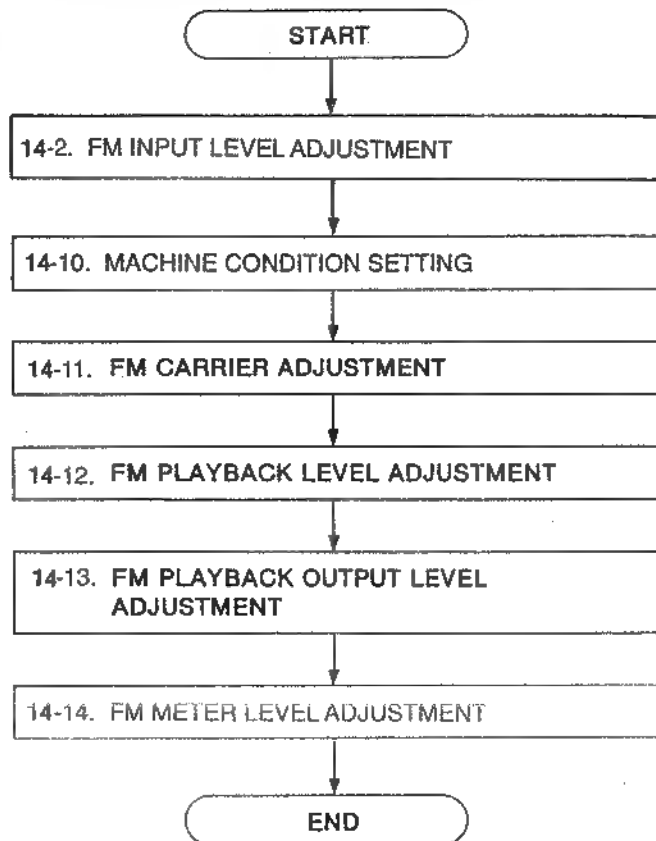 START
14-2. FM INPUT LEVEL ADJUSTMENT
14-10. MACHINE CONDITION SETTING
14-11. FM CARRIER ADJUSTMENT
14-12. FM PLAYBACK LEVEL ADJUSTMENT
14-13. FM PLAYBACK OUTPUT LEVEL
ADJUSTMENT
14-14. FM METER LEVEL ADJUSTMENT
END